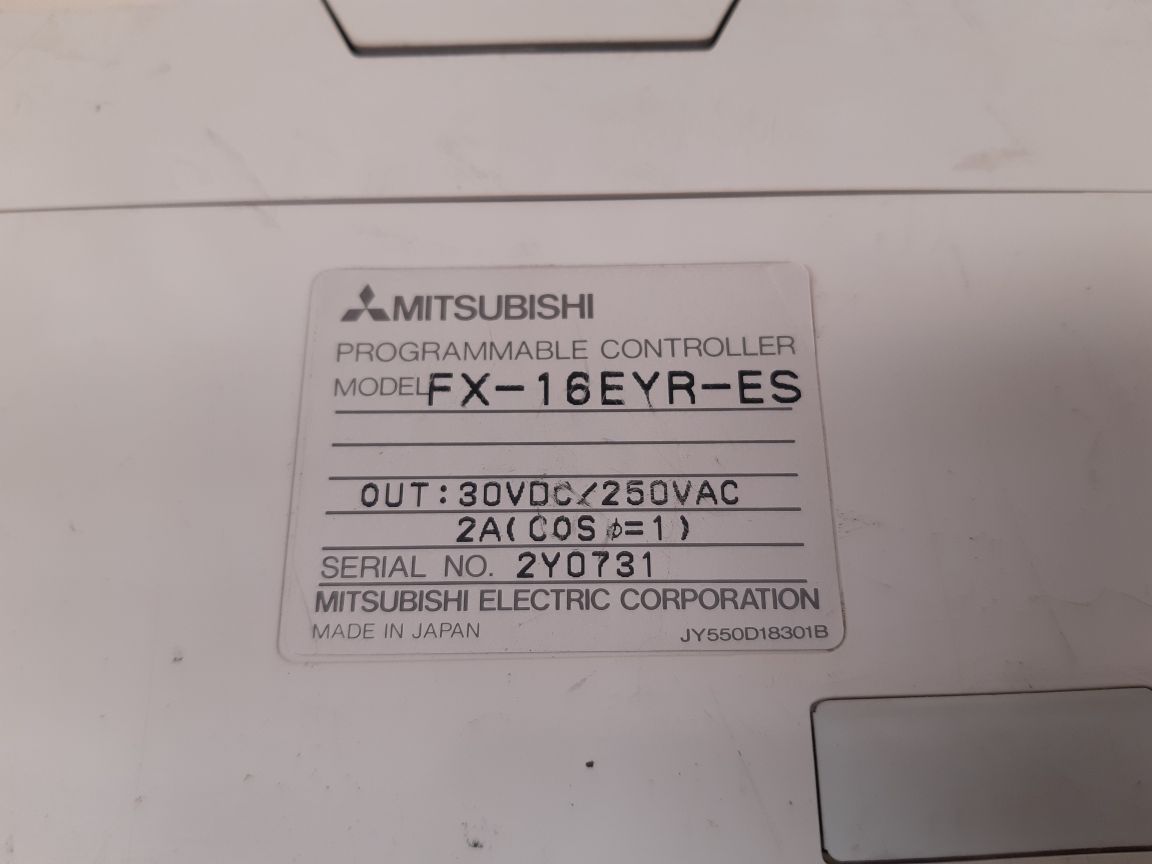 MITSUBISHI
PROGRAMMABLE CONTROLLER
MODEL FX-16EYR-ES
OUT:30VDC/250VAC
2A(COS φ=1)
SERIAL NO. 2Y0731
MITSUBISHI ELECTRIC CORPORATION
MADE IN JAPAN JY550D18301B